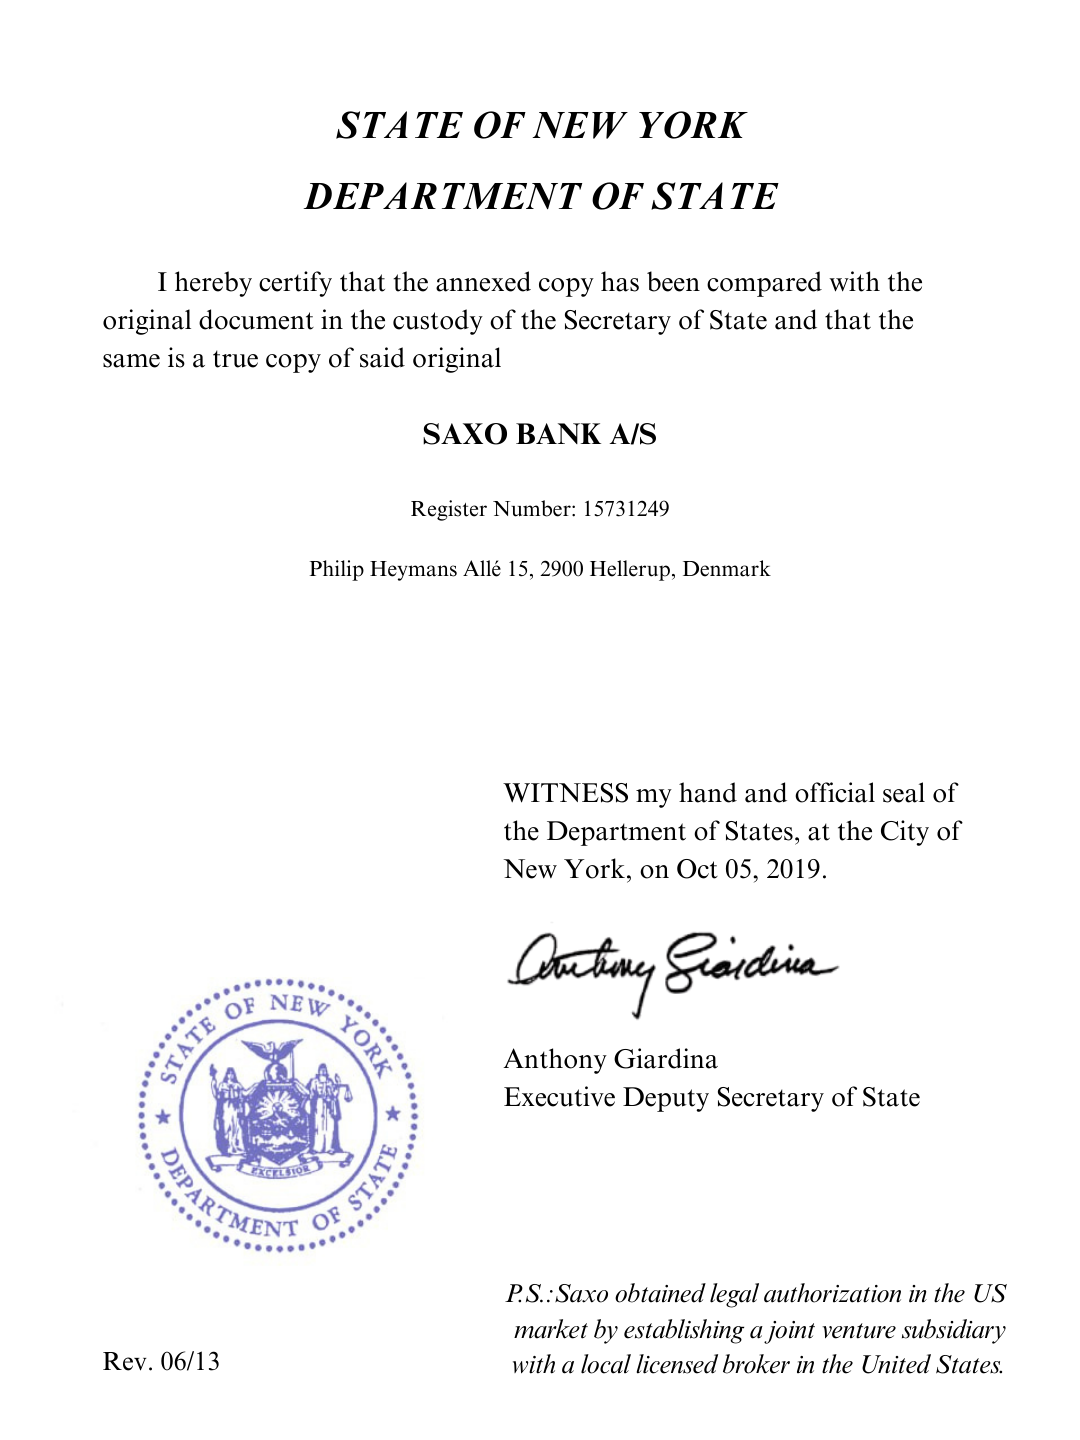 STATE OF NEW YORK
DEPARTMENT OF STATE
I hereby certify that the annexed copy has been compared with the
original document in the custody of the Secretary of State and that the
same is a true copy of said original
SAXO BANK A/S
Register Number: 15731249
Philip Heymans Allé 15, 2900 Hellerup, Denmark
WITNESS my hand and official seal of
the Department of States, at the City of
New York, on Oct 05, 2019.
Anthony Giardina
Anthony Giardina
Executive Deputy Secretary of State
STATE OF NEW YORK
EXCELSIOR
DEPARTMENT OF STATE
P.S.:Saxo obtained legal authorization in the US
market by establishing a joint venture subsidiary
with a local licensed broker in the United States.
Rev. 06/13